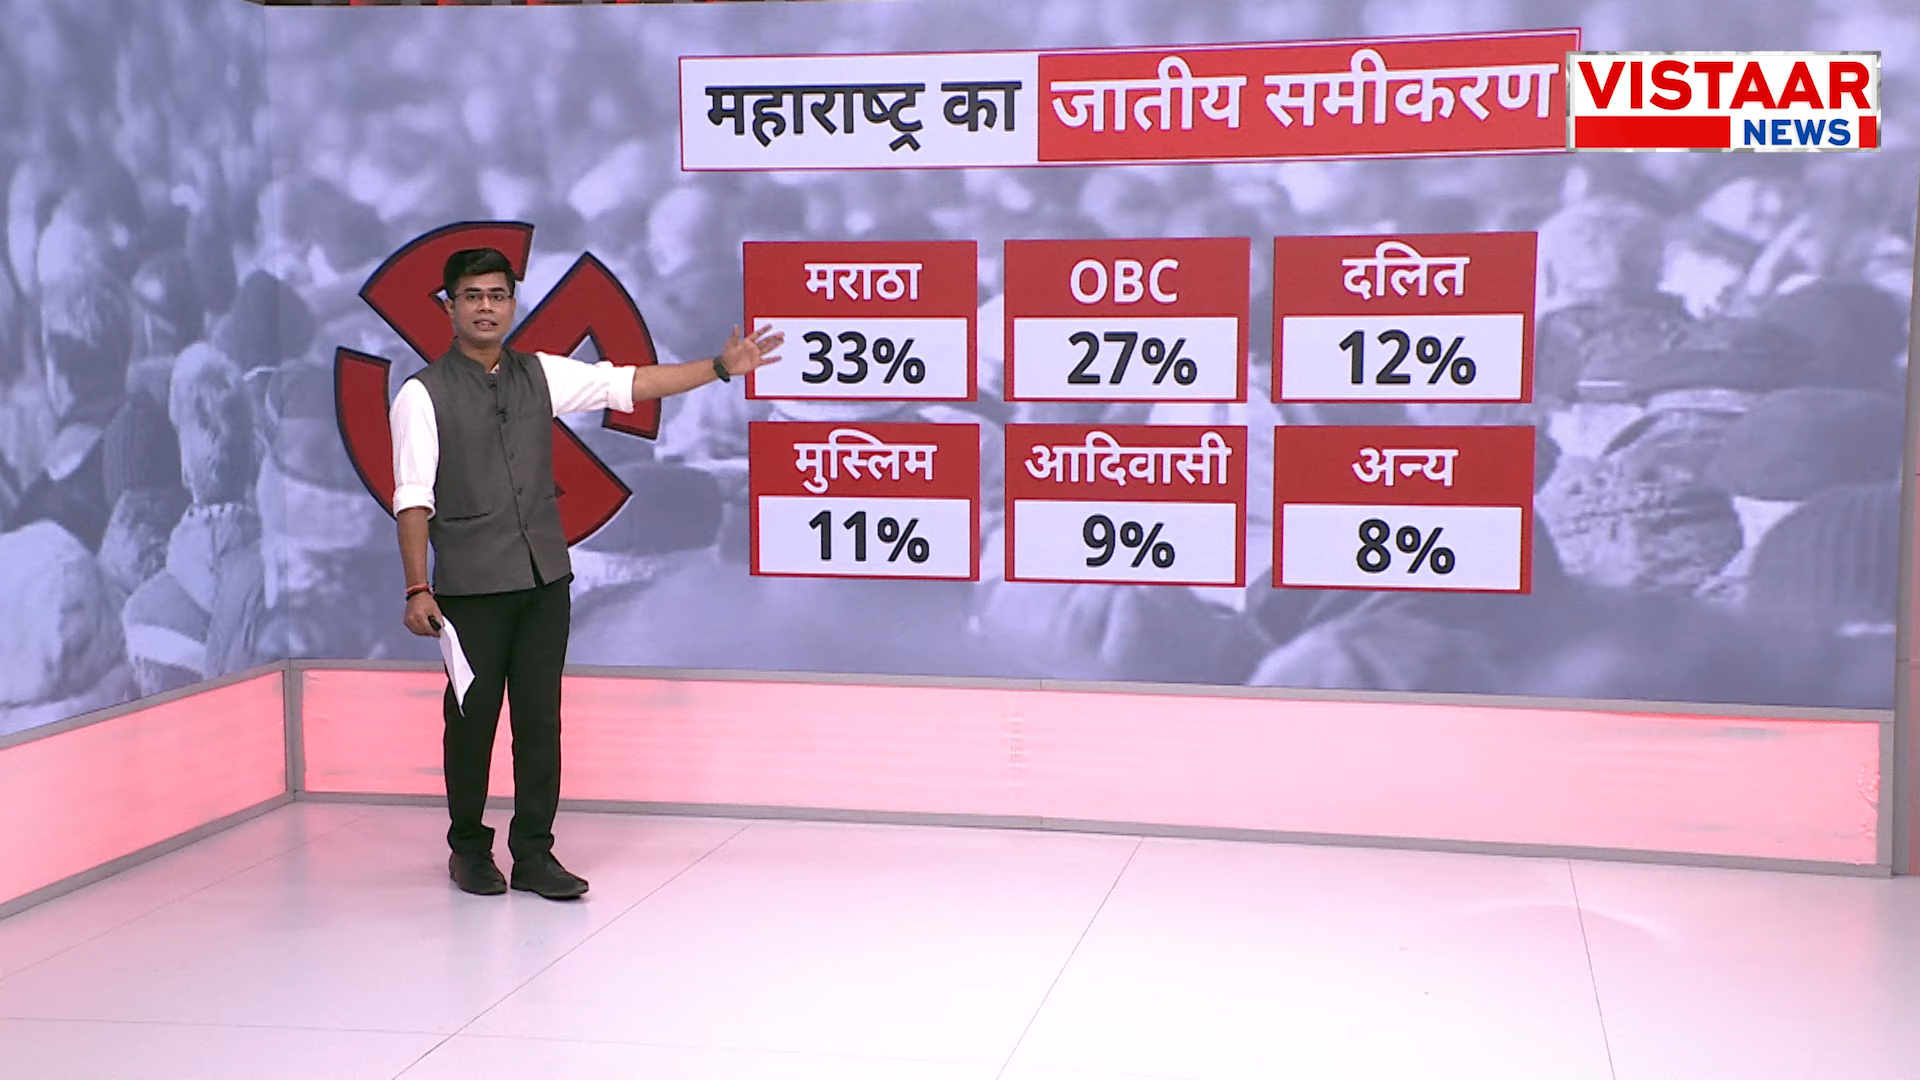 महाराष्ट्र का जातीय समीकरण
VISTAAR
NEWS
मराठा OBC दलित
33% 27% 12%
मुस्लिम आदिवासी अन्य
11% 9% 8%